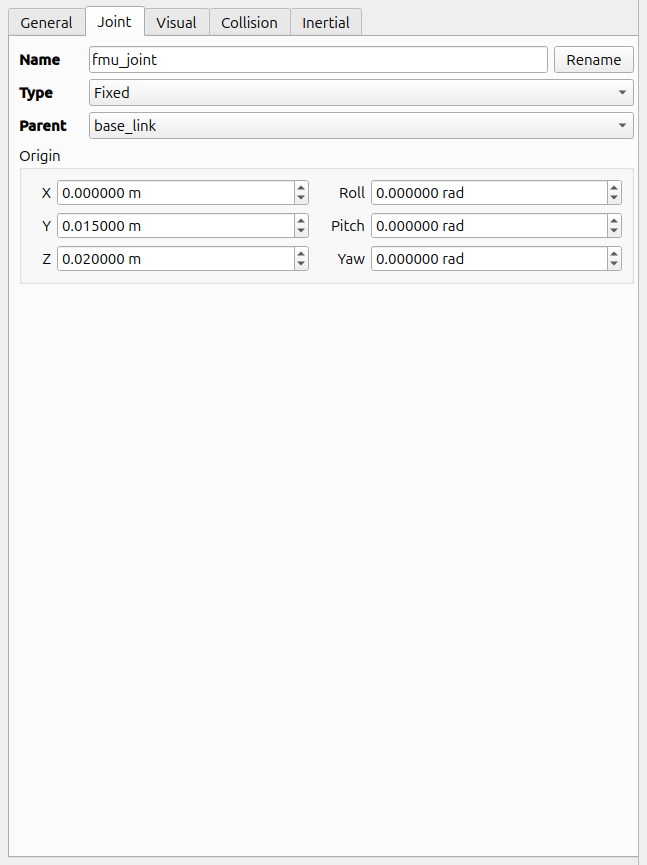 General Joint Visual Collision Inertial
Name fmu_joint Rename
Type Fixed
Parent base_link
Origin
X 0.000000 m Roll 0.000000 rad
Y 0.015000 m Pitch 0.000000 rad
Z 0.020000 m Yaw 0.000000 rad